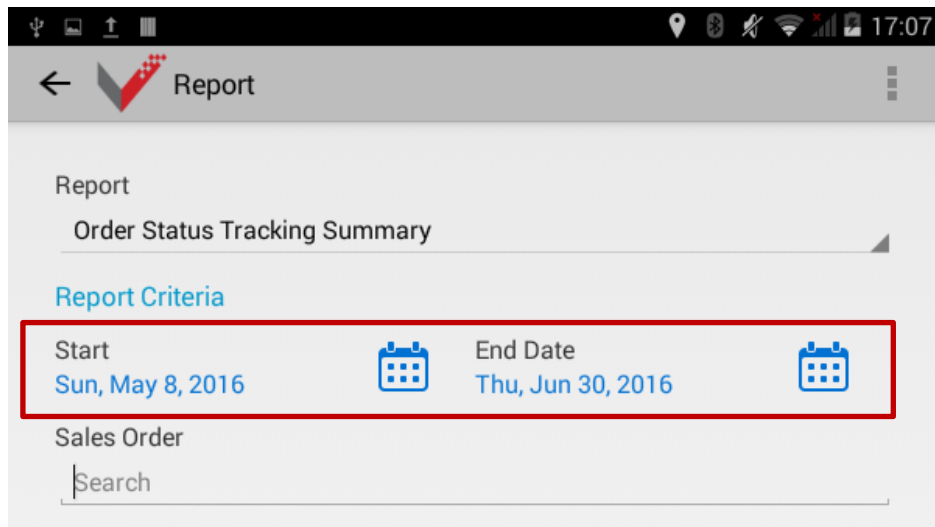 17:07
Report
Report
Order Status Tracking Summary
Report Criteria
Start End Date
Sun, May 8, 2016 Thu, Jun 30, 2016
Sales Order
Search